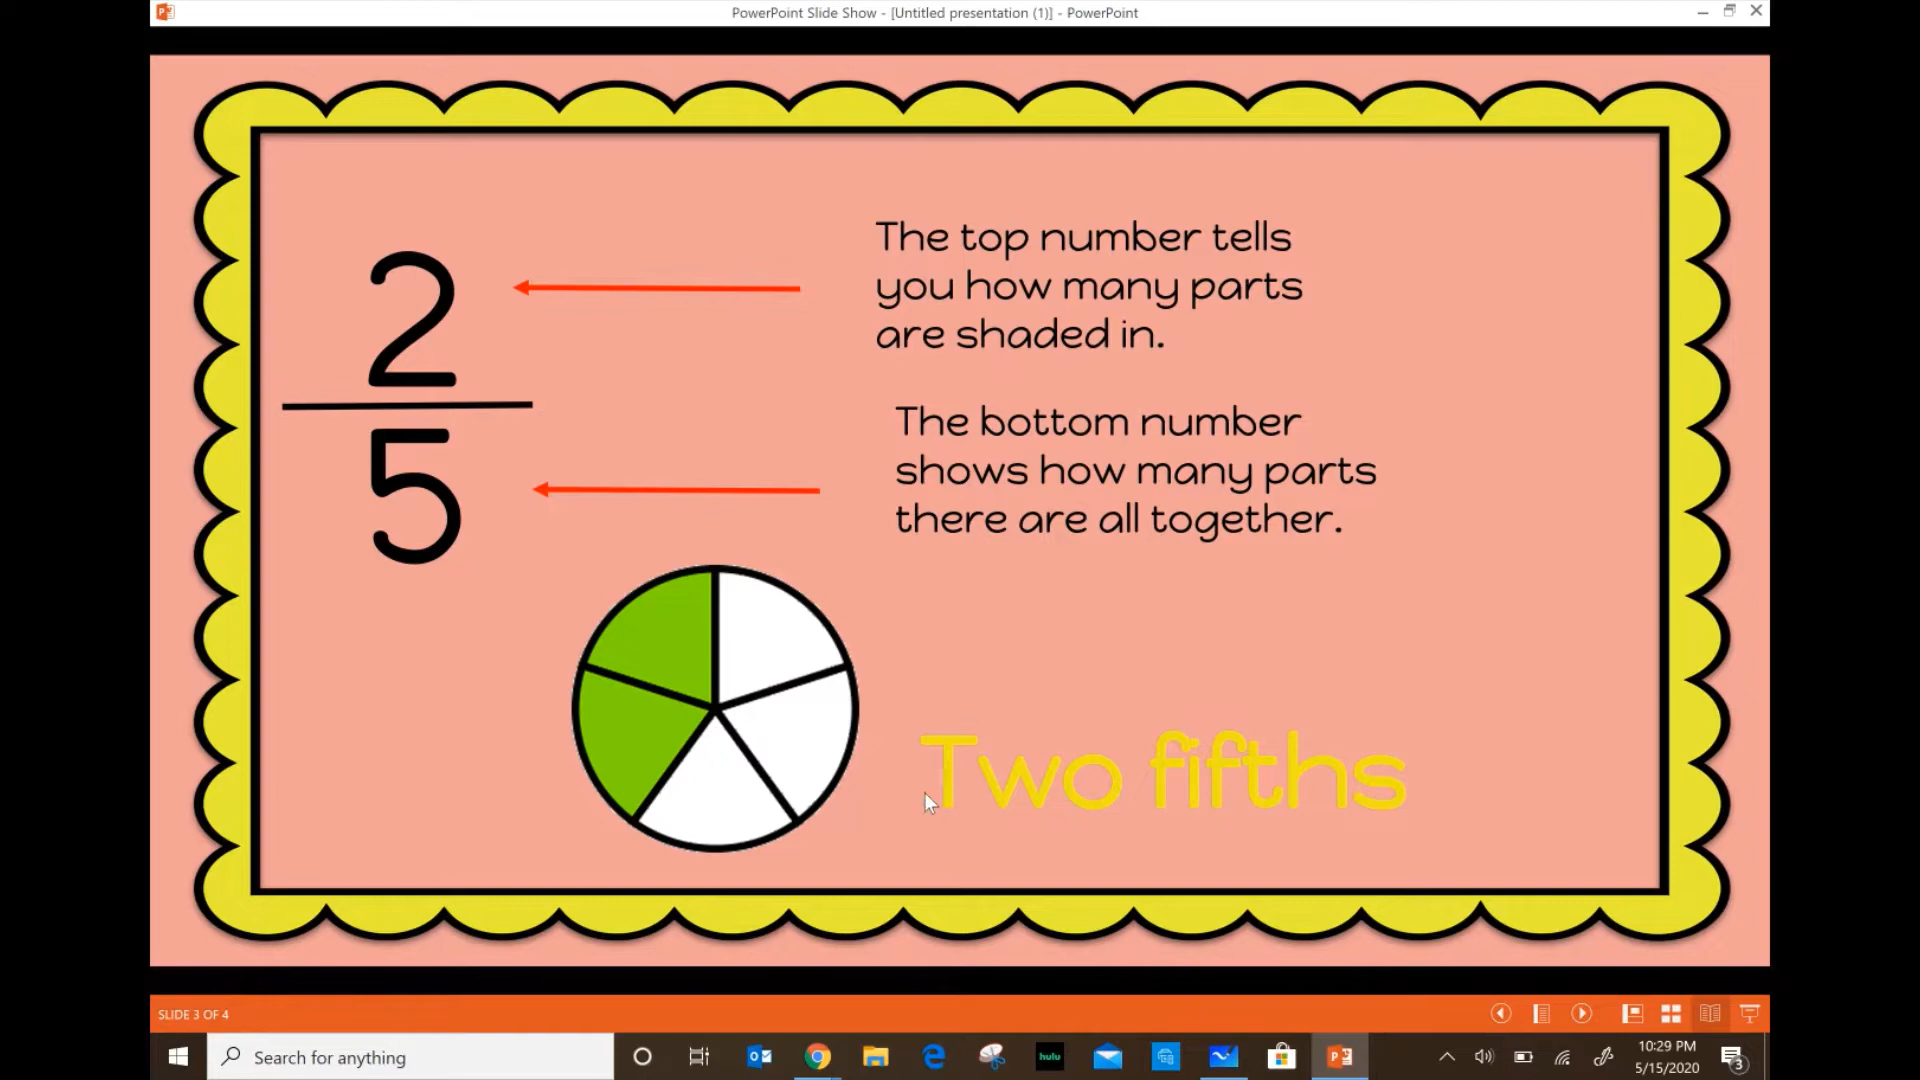 PowerPoint Slide Show - [Untitled presentation (1)] - PowerPoint
2
5
The top number tells
you how many parts
are shaded in.
The bottom number
shows how many parts
there are all together.
Two fifths
SLIDE 3 OF 4
Search for anything
hulu
10:29 PM
5/15/2020
3